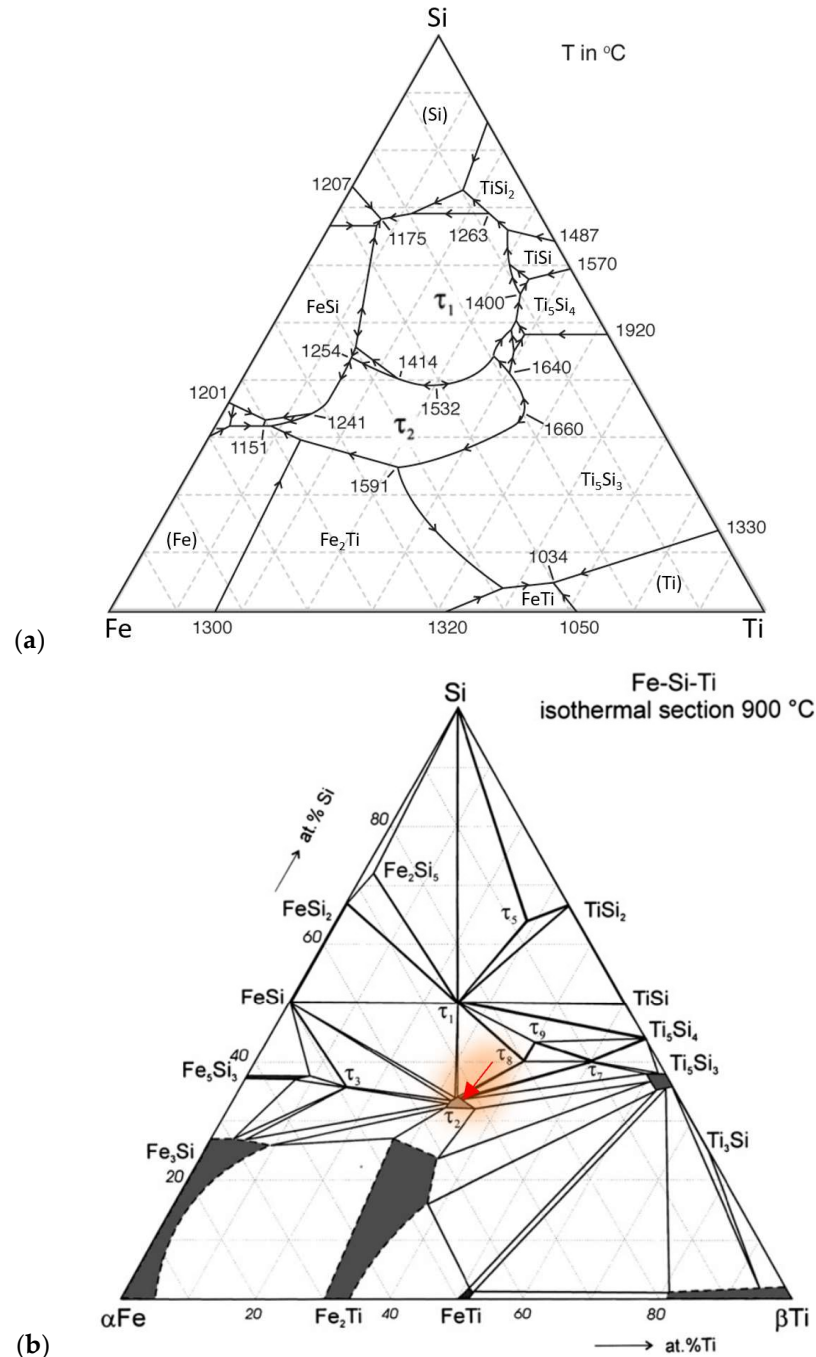 Si
T in °C
(Si)
1207
TiSi₂
1175
1263
1487
TiSi
1570
FeSi
τ₁
1400
Ti₅Si₄
1920
1254
1414
1640
1201
1532
1241
τ₂
1660
1151
1591
Ti₅Si₃
(Fe)
Fe₂Ti
1330
1034
(Ti)
FeTi
Fe
1300
1320
1050
Ti
(a)
Fe-Si-Ti
isothermal section 900 °C
Si
at.% Si
80
Fe₂Si₅
FeSi₂
τ₅
TiSi₂
60
FeSi
τ₁
TiSi
τ₉
Ti₅Si₄
40
τ₈
Fe₅Si₃
τ₃
τ₇
Ti₅Si₃
τ₂
Fe₃Si
Ti₃Si
20
αFe
20
Fe₂Ti
40
FeTi
60
80
βTi
at.%Ti
(b)